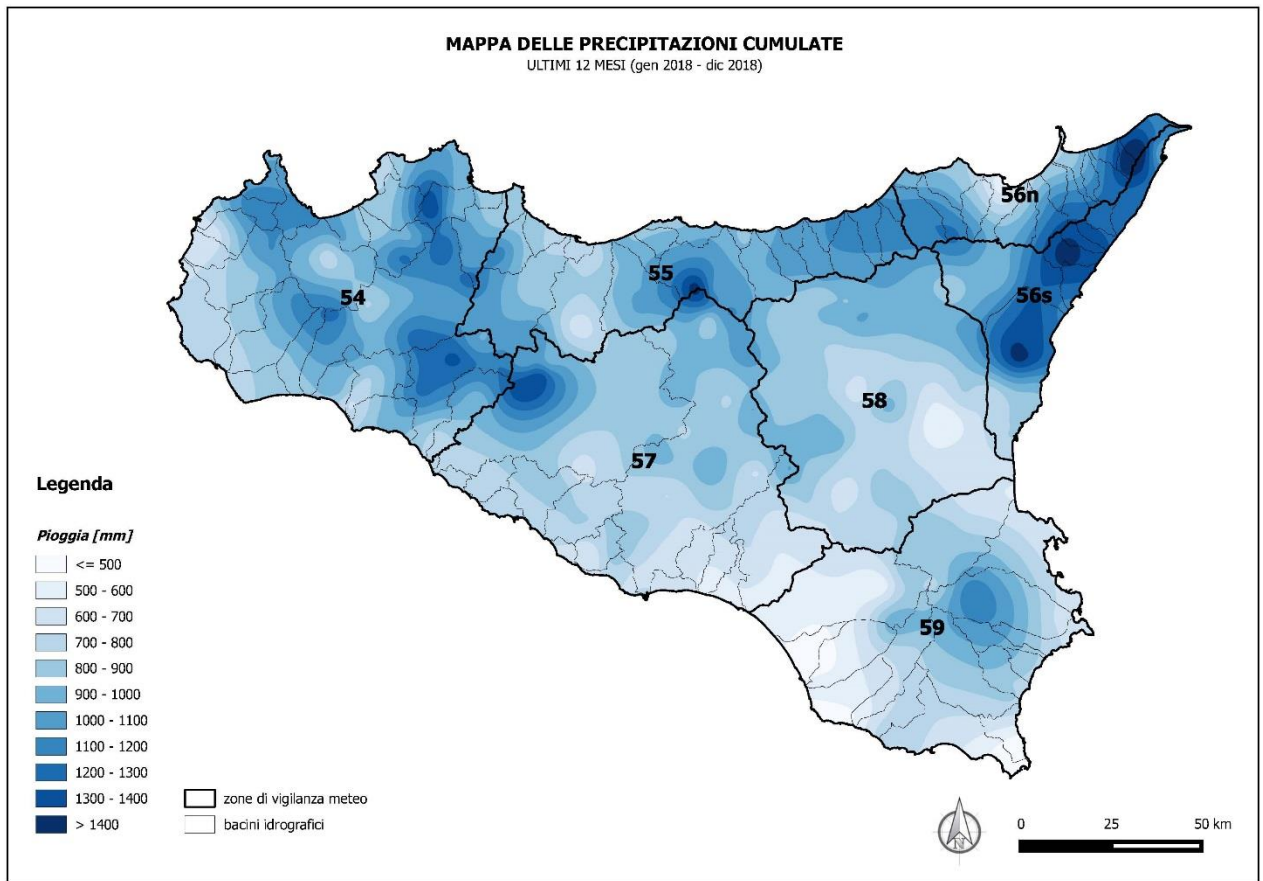 MAPPA DELLE PRECIPITAZIONI CUMULATE
ULTIMI 12 MESI (gen 2018 - dic 2018)
56n
55
56s
54
58
57
59
Legenda
Pioggia [mm]
<= 500
500 - 600
600 - 700
700 - 800
800 - 900
900 - 1000
1000 - 1100
1100 - 1200
1200 - 1300
1300 - 1400
> 1400
zone di vigilanza meteo
bacini idrografici
N
0 25 50 km